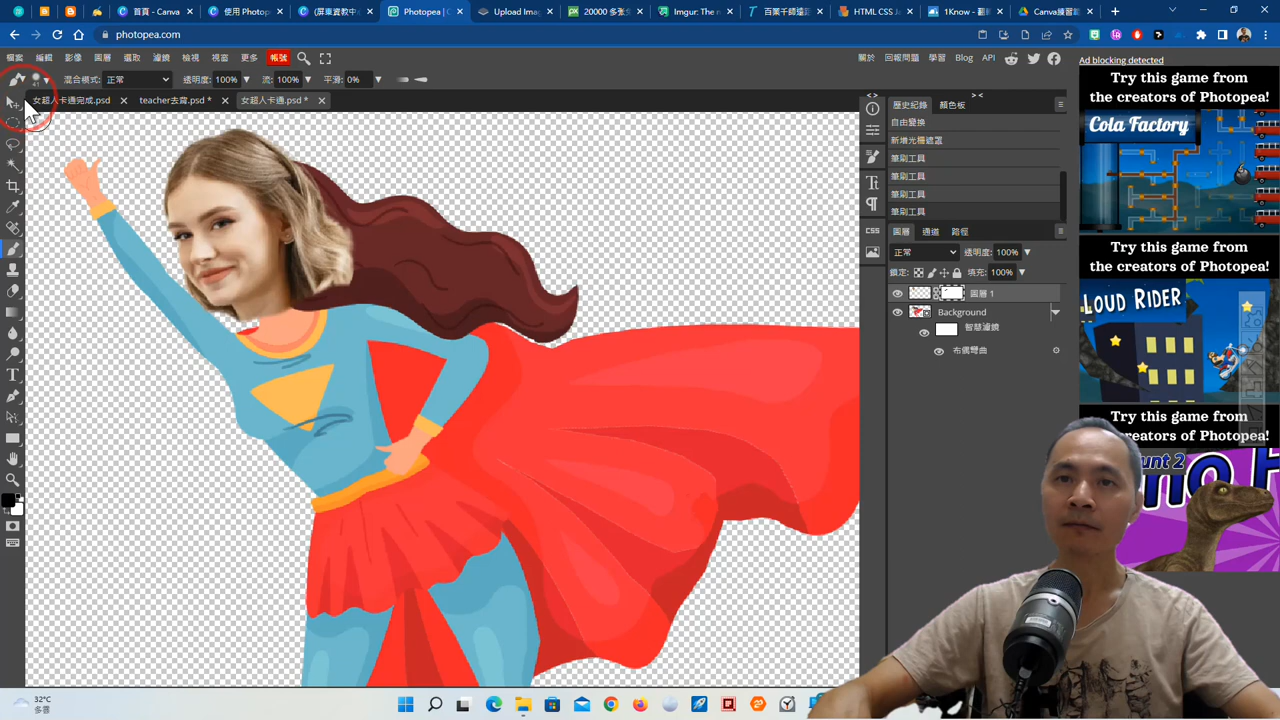 首頁 - Canva
使用 Photop
(屏東資教中心
Photopea | O
Upload Imag
20000 多张免
Imgur: The m
HTML CSS Ja
1Know - 翻轉
Canva練習範
photopea.com
檔案 編輯 影像 圖層 選取 濾鏡 檢視 視窗 更多 帳號
關於 回報問題 學習 Blog API
41 混合模式: 正常 透明度: 100% 流: 100% 平滑: 0%
女超人卡通完成.psd
teacher去背.psd *
女超人卡通.psd *
歷史紀錄 顏色板
自由變換
新增光柵遮罩
筆刷工具
筆刷工具
筆刷工具
筆刷工具
圖層 通道 路徑
正常 透明度: 100%
鎖定: 填充: 100%
圖層 1
Background
智慧濾鏡
布偶彎曲
CSS
Ad blocking detected
Try this game from
the creators of Photopea!
Cola Factory
Try this game from
the creators of Photopea!
LOUD RIDER
Try this game from
the creators of Photopea!
32°C
多雲